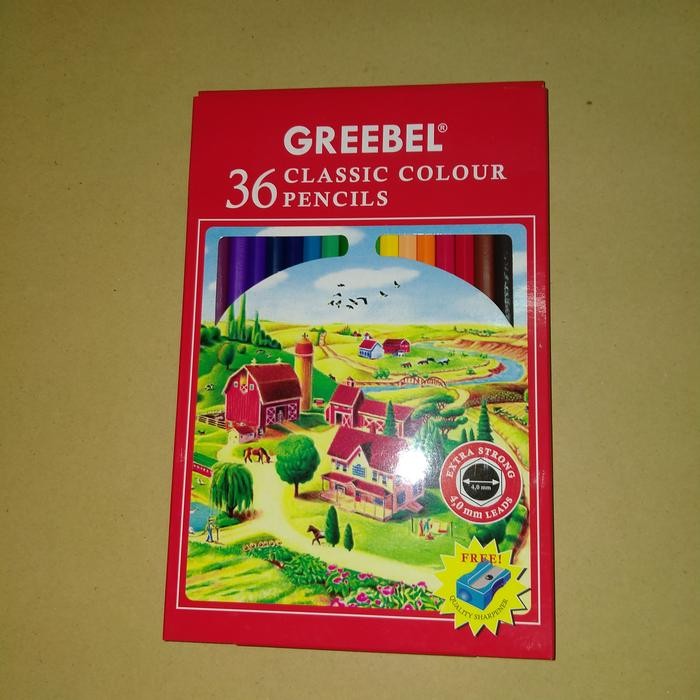 GREEBEL®
36 CLASSIC COLOUR
PENCILS
EXTRA STRONG
4,0 mm
4,0 mm LEADS
FREE!
QUALITY SHARPENER